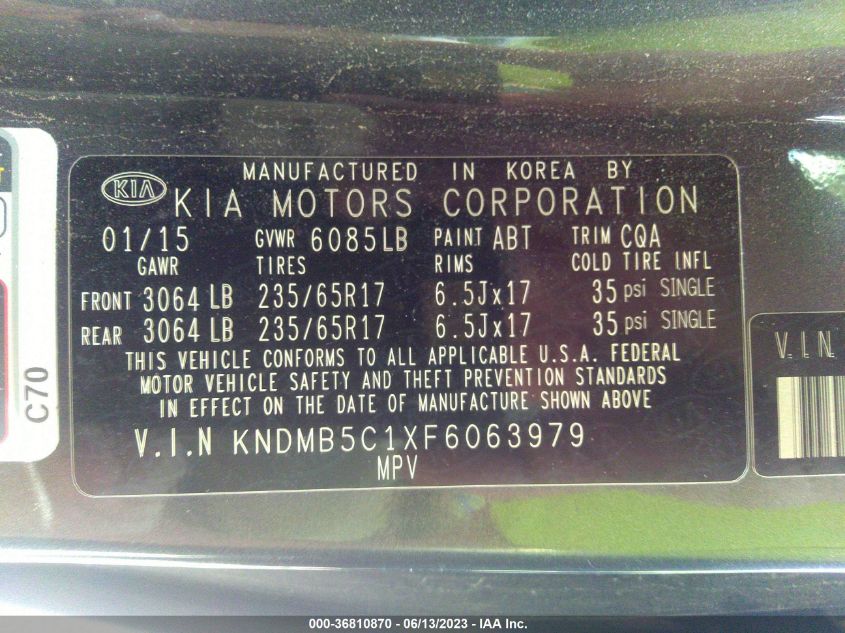 MANUFACTURED IN KOREA BY
KIA KIA MOTORS CORPORATION
01/15 GVWR 6085LB PAINT ABT TRIM CQA
GAWR TIRES RIMS COLD TIRE INFL
FRONT 3064 LB 235/65R17 6.5Jx17 35 psi SINGLE
REAR 3064 LB 235/65R17 6.5Jx17 35 psi SINGLE
THIS VEHICLE CONFORMS TO ALL APPLICABLE U.S.A. FEDERAL
MOTOR VEHICLE SAFETY AND THEFT PREVENTION STANDARDS
IN EFFECT ON THE DATE OF MANUFACTURE SHOWN ABOVE
V.I.N KNDMB5C1XF6063979
MPV
C70
V.I.N
000-36810870 - 06/13/2023 - IAA Inc.